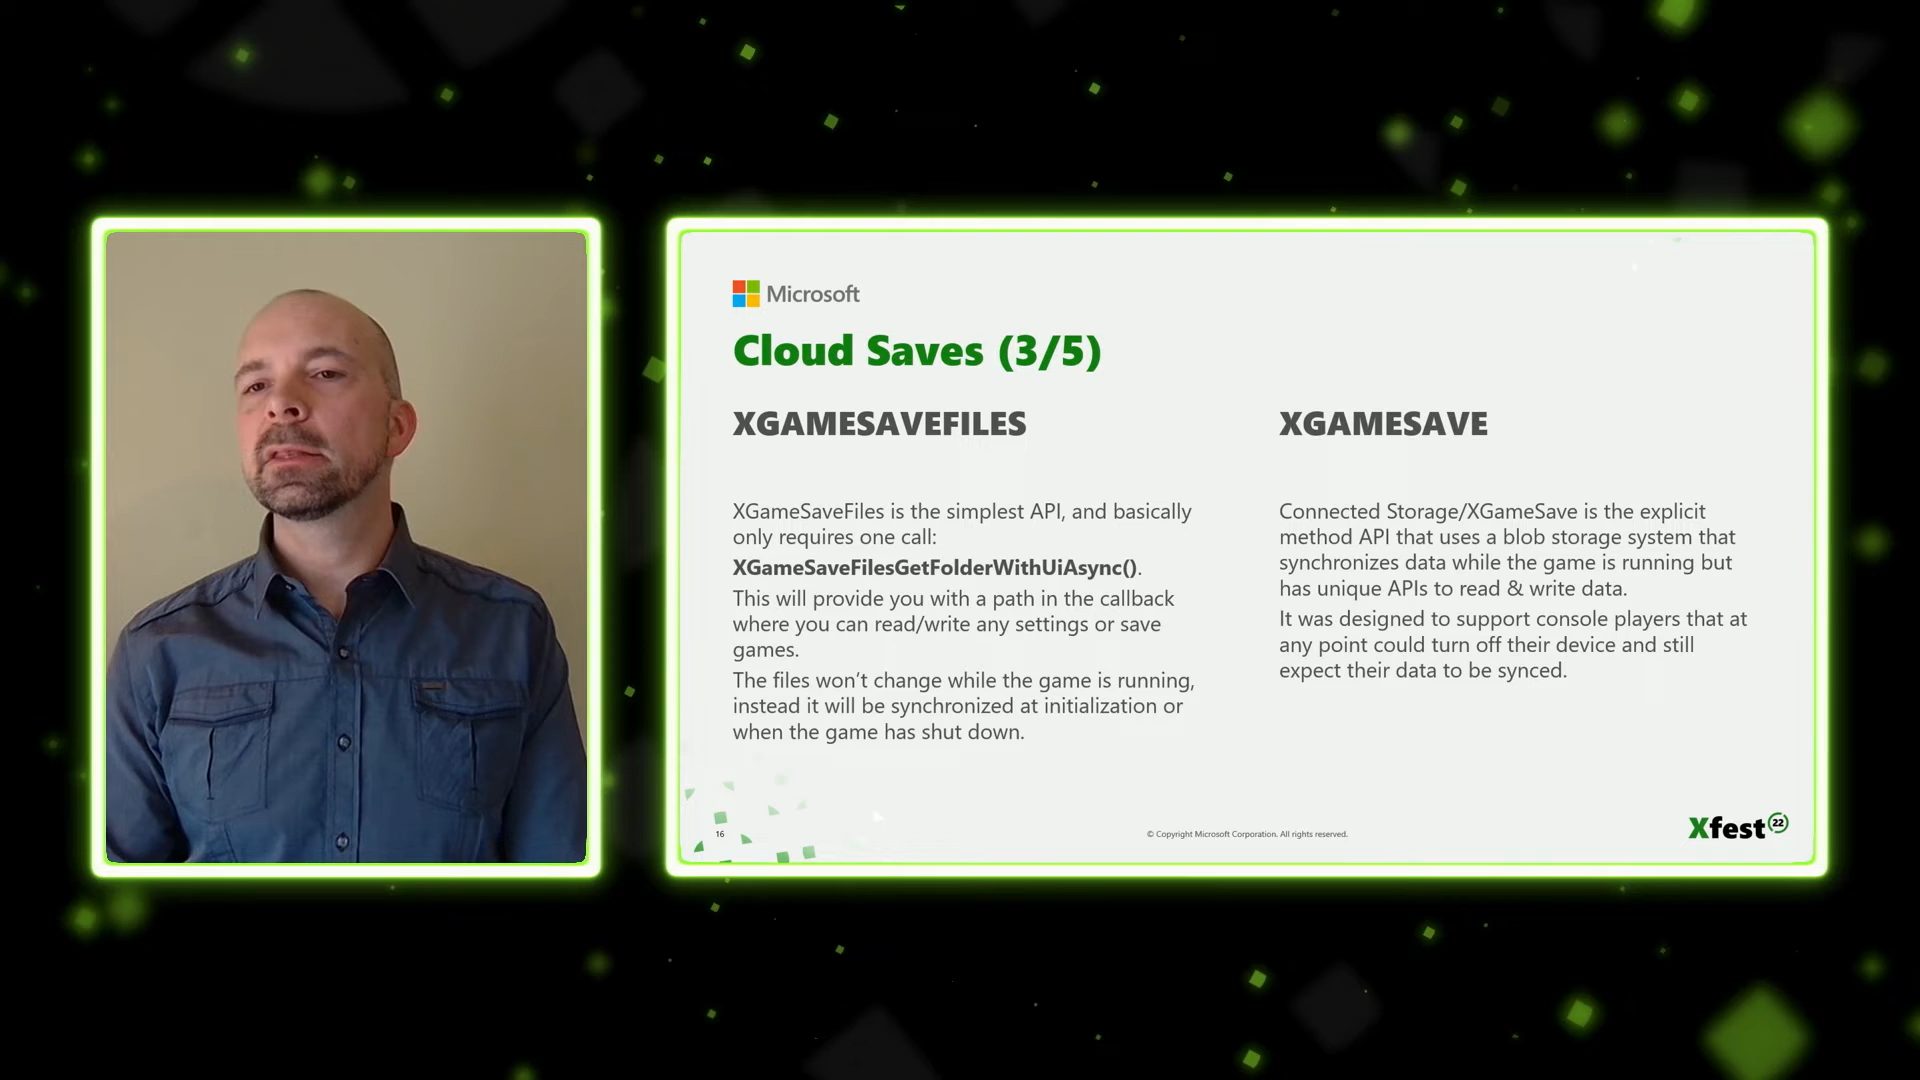 Microsoft
Cloud Saves (3/5)
XGAMESAVEFILES
XGameSaveFiles is the simplest API, and basically
only requires one call:
XGameSaveFilesGetFolderWithUiAsync().
This will provide you with a path in the callback
where you can read/write any settings or save
games.
The files won’t change while the game is running,
instead it will be synchronized at initialization or
when the game has shut down.
XGAMESAVE
Connected Storage/XGameSave is the explicit
method API that uses a blob storage system that
synchronizes data while the game is running but
has unique APIs to read & write data.
It was designed to support console players that at
any point could turn off their device and still
expect their data to be synced.
16
© Copyright Microsoft Corporation. All rights reserved.
Xfest 22